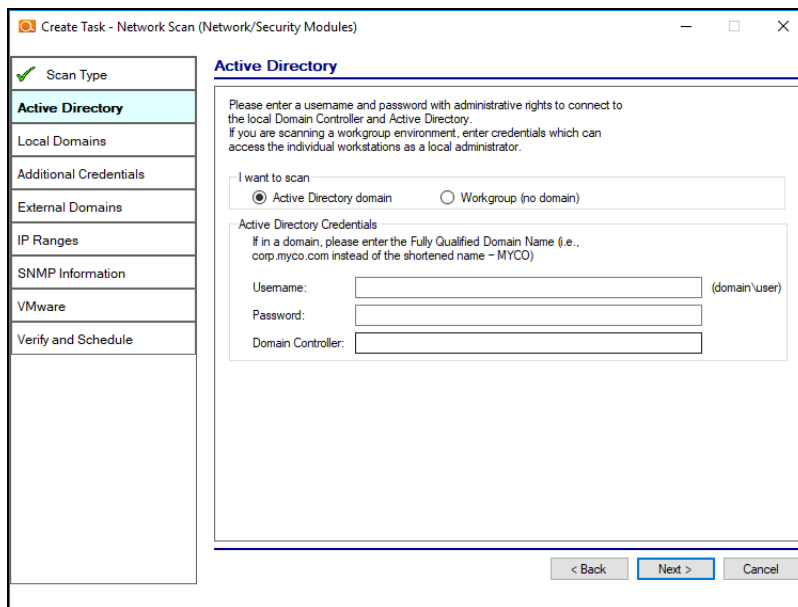 Create Task - Network Scan (Network/Security Modules)
Scan Type
Active Directory
Local Domains
Additional Credentials
External Domains
IP Ranges
SNMP Information
VMware
Verify and Schedule
Active Directory
Please enter a username and password with administrative rights to connect to
the local Domain Controller and Active Directory.
If you are scanning a workgroup environment, enter credentials which can
access the individual workstations as a local administrator.
I want to scan
Active Directory domain
Workgroup (no domain)
Active Directory Credentials
If in a domain, please enter the Fully Qualified Domain Name (i.e.,
corp.myco.com instead of the shortened name – MYCO)
Username:
(domain\user)
Password:
Domain Controller:
< Back
Next >
Cancel